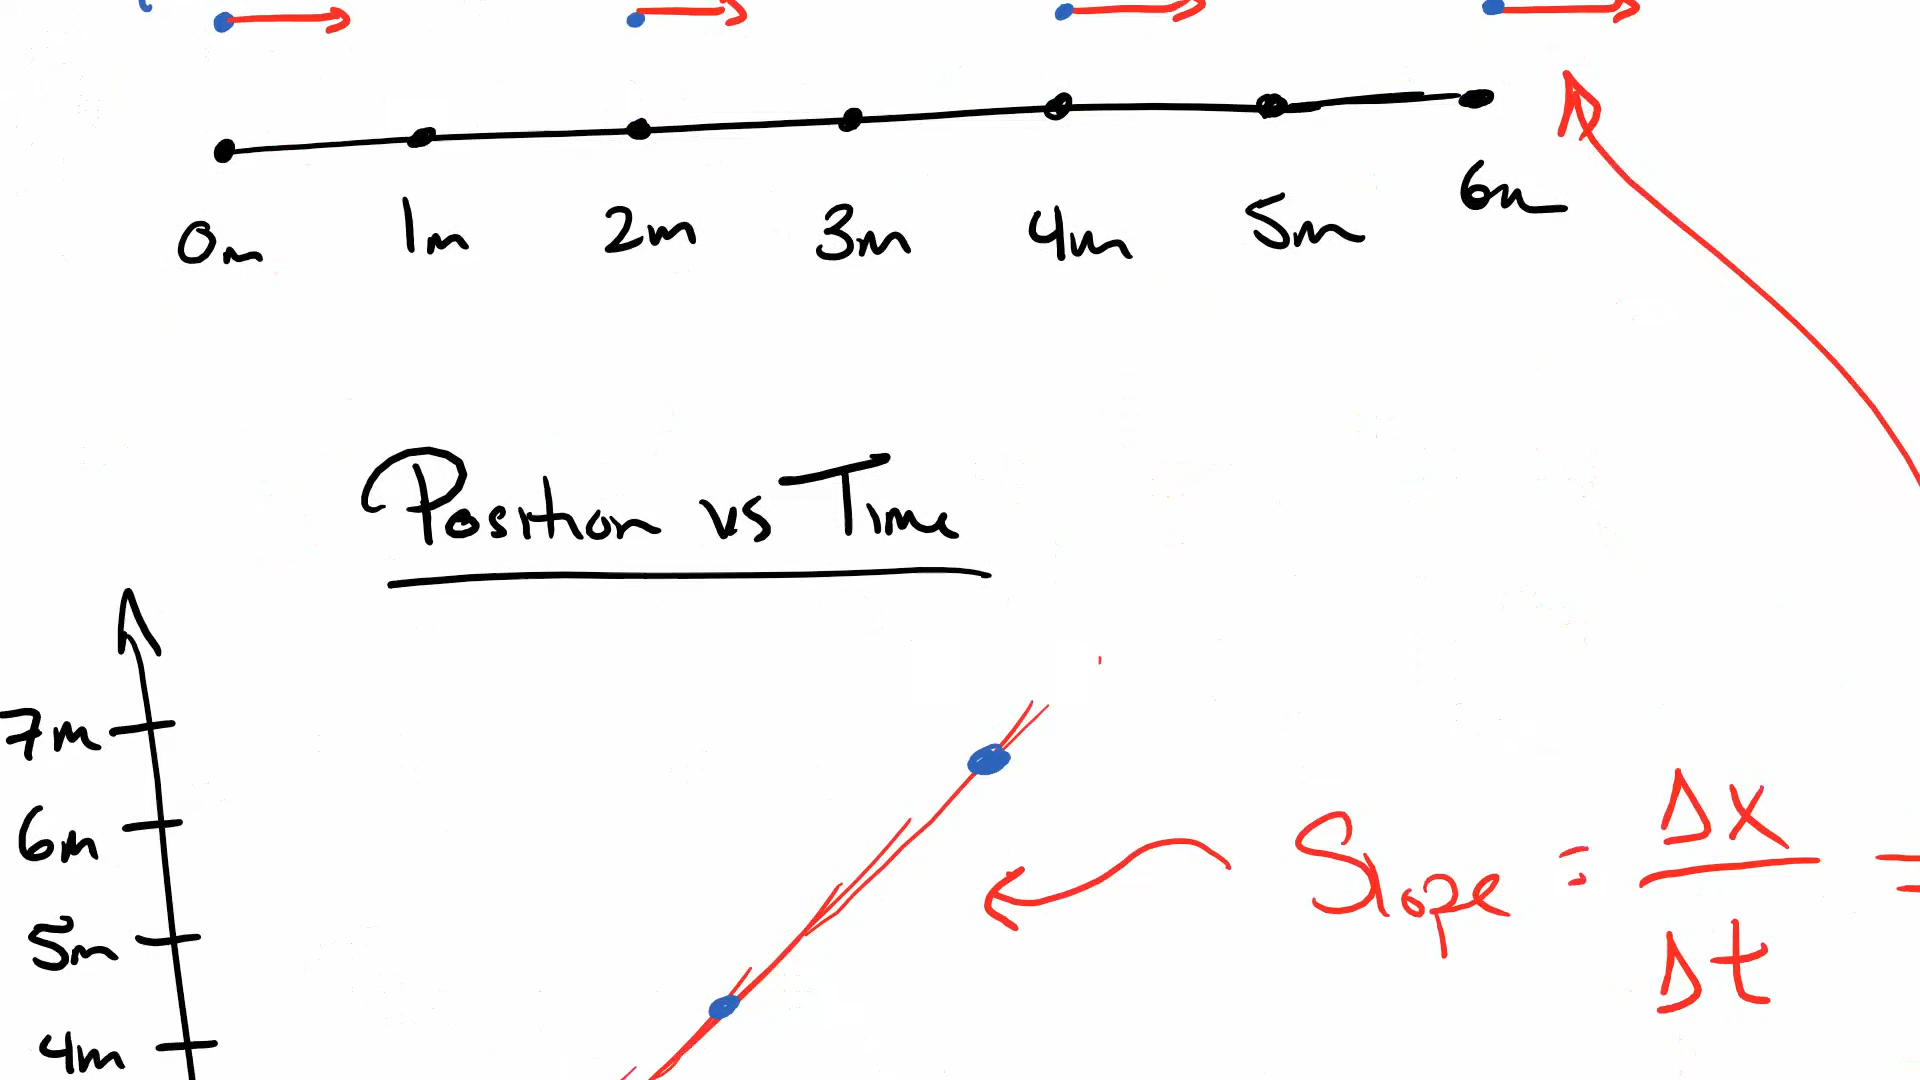 0m 1m 2m 3m 4m 5m 6m
Position vs Time
7m
6m
5m
4m
Slope = Δx =
Δt